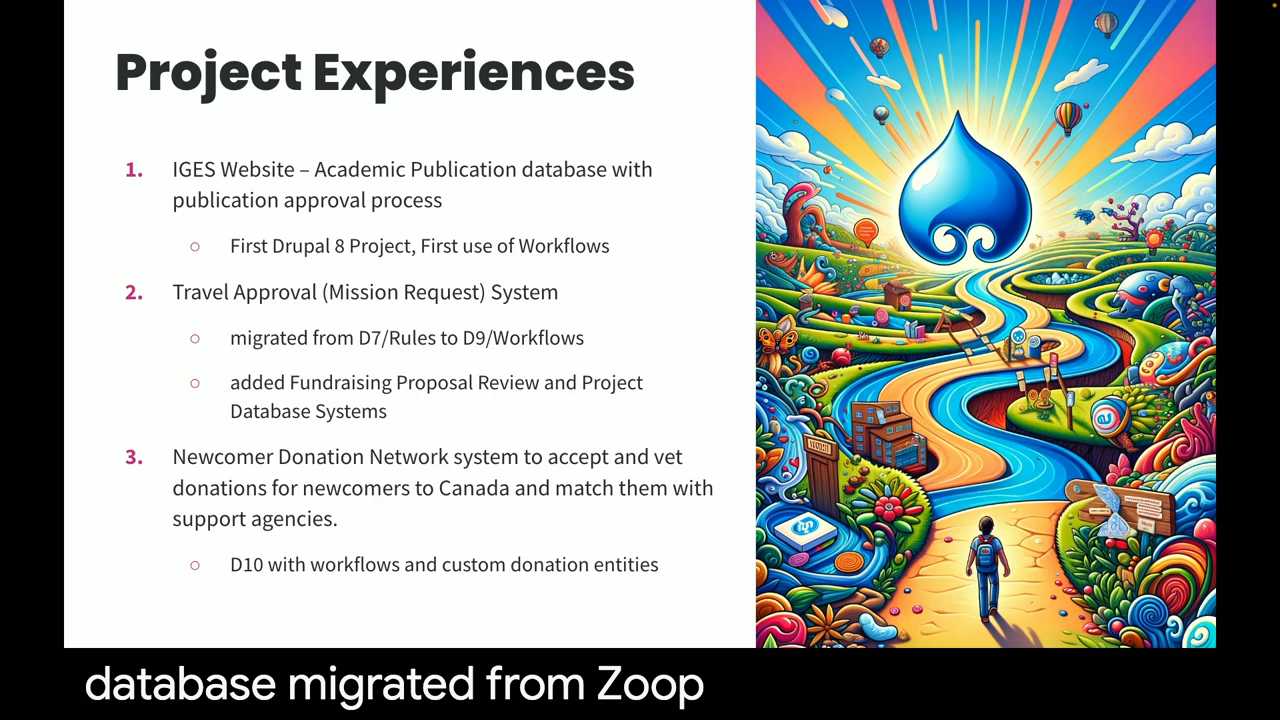 Project Experiences
1. IGES Website – Academic Publication database with
publication approval process
○ First Drupal 8 Project, First use of Workflows
2. Travel Approval (Mission Request) System
○ migrated from D7/Rules to D9/Workflows
○ added Fundraising Proposal Review and Project
Database Systems
3. Newcomer Donation Network system to accept and vet
donations for newcomers to Canada and match them with
support agencies.
○ D10 with workflows and custom donation entities
database migrated from Zoop